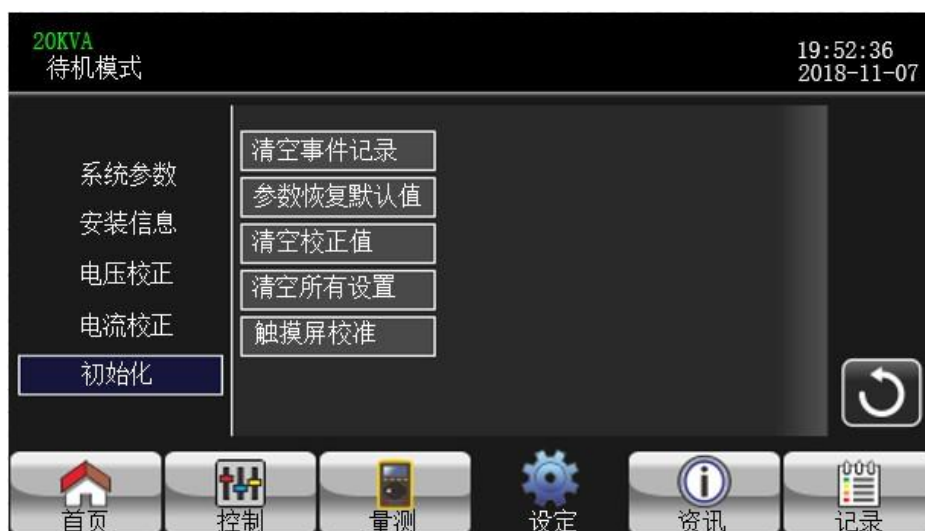 20KVA
待机模式
19:52:36
2018-11-07
系统参数
安装信息
电压校正
电流校正
初始化
清空事件记录
参数恢复默认值
清空校正值
清空所有设置
触摸屏校准
首页
控制
量测
设定
资讯
记录